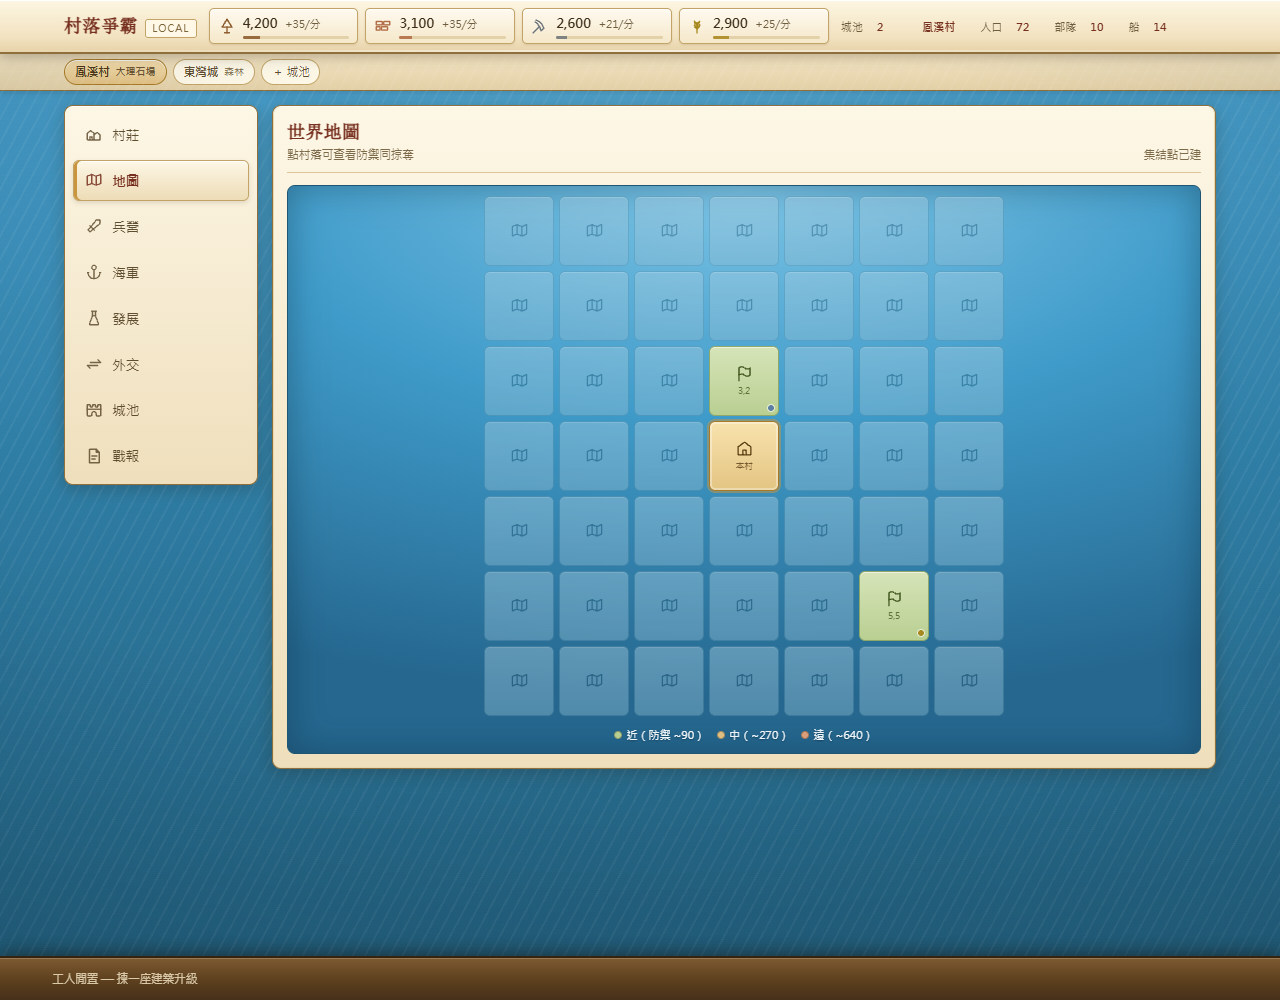 村落爭霸 LOCAL 4,200 +35/分 3,100 +35/分 2,600 +21/分 2,900 +25/分 城池 2 鳳溪村 人口 72 部隊 10 船 14
鳳溪村 大理石場 東灣城 森林 + 城池
村莊
地圖
兵營
海軍
發展
外交
城池
戰報
世界地圖
點村落可查看防禦同掠奪
集結點已建
3,2
本村
5,5
近 ( 防禦 ~90 ) 中 ( ~270 ) 遠 ( ~640 )
工人閒置 — 揀一座建築升級